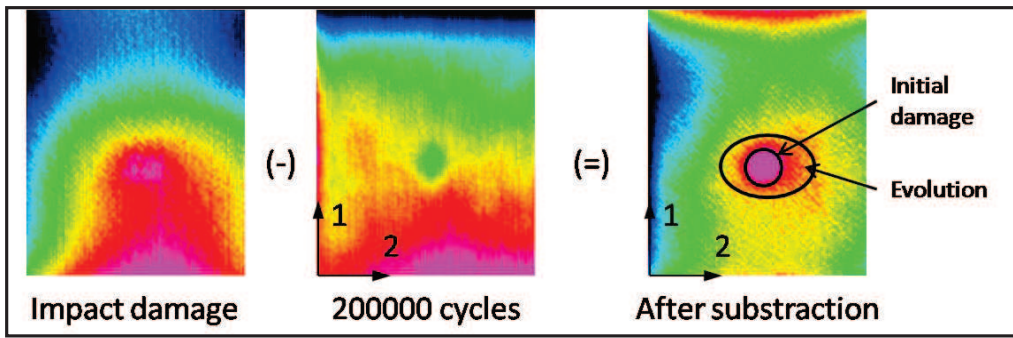 (-)
(=)
Initial
damage
Evolution
1
2
1
2
Impact damage
200000 cycles
After substraction